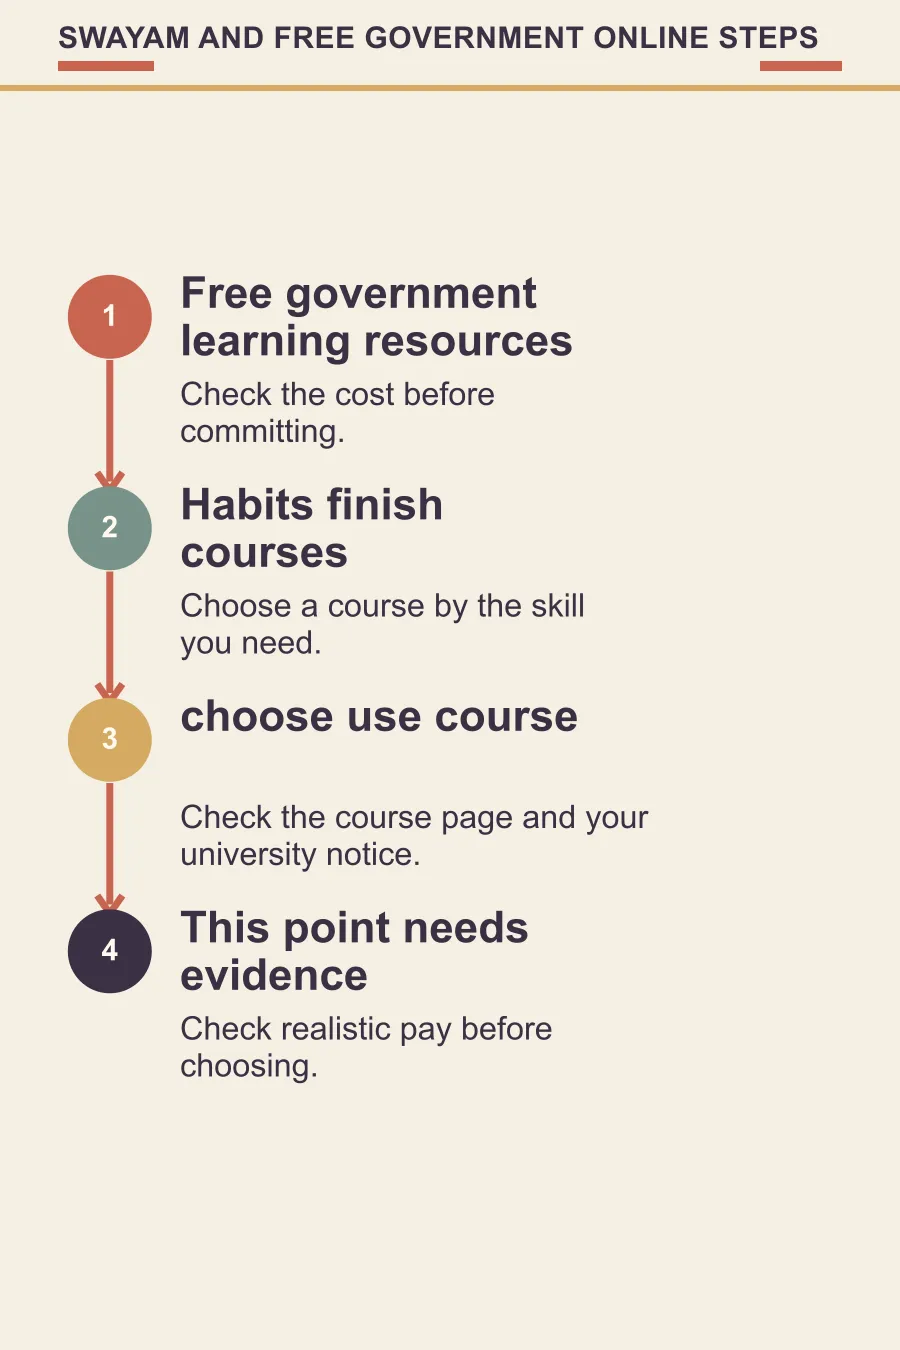 SWAYAM AND FREE GOVERNMENT ONLINE STEPS
1
Free government
learning resources
Check the cost before
committing.
2
Habits finish
courses
Choose a course by the skill
you need.
3
choose use course
Check the course page and your
university notice.
4
This point needs
evidence
Check realistic pay before
choosing.